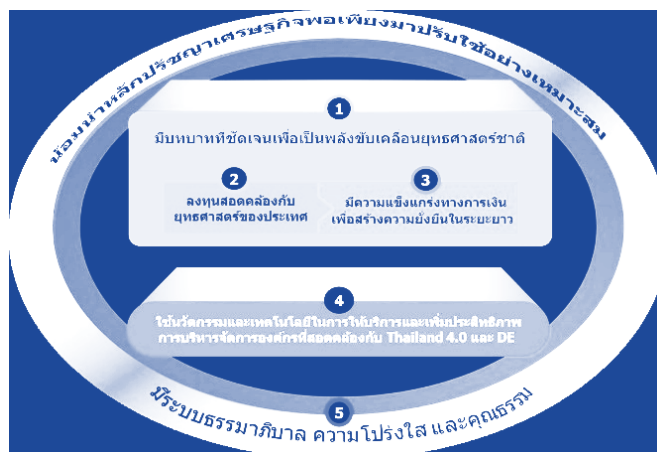 น้อมนำหลักปรัชญาเศรษฐกิจพอเพียงมาปรับใช้อย่างเหมาะสม
1
มีบทบาทที่ชัดเจนเพื่อเป็นพลังขับเคลื่อนยุทธศาสตร์ชาติ
2
ลงทุนสอดคล้องกับ
ยุทธศาสตร์ของประเทศ
3
มีความแข็งแกร่งทางการเงิน
เพื่อสร้างความยั่งยืนในระยะยาว
4
ใช้นวัตกรรมและเทคโนโลยีในการให้บริการและเพิ่มประสิทธิภาพ
การบริหารจัดการองค์กรที่สอดคล้องกับ Thailand 4.0 และ DE
5
มีระบบธรรมาภิบาล ความโปร่งใส และคุณธรรม